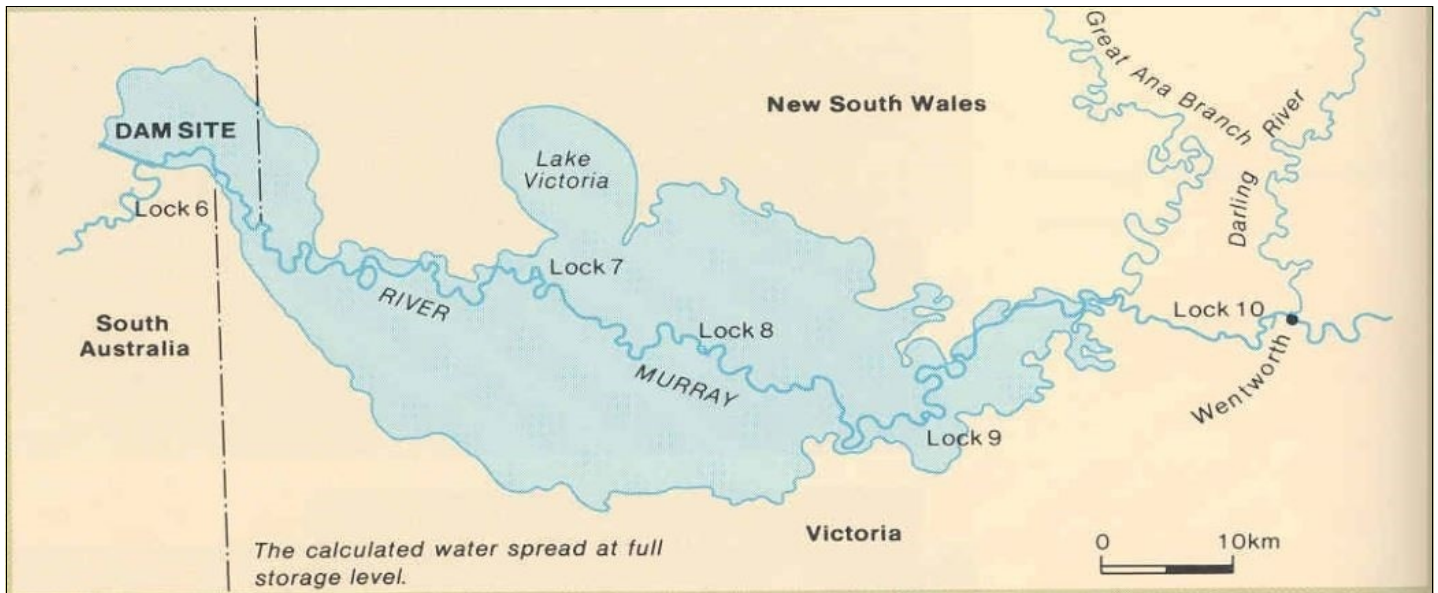 Great Ana Branch
Darling River
New South Wales
DAM SITE
Lake
Victoria
Lock 6
Lock 7
RIVER
Lock 10
South
Australia
Lock 8
MURRAY
Wentworth
Lock 9
Victoria
0 10km
The calculated water spread at full
storage level.